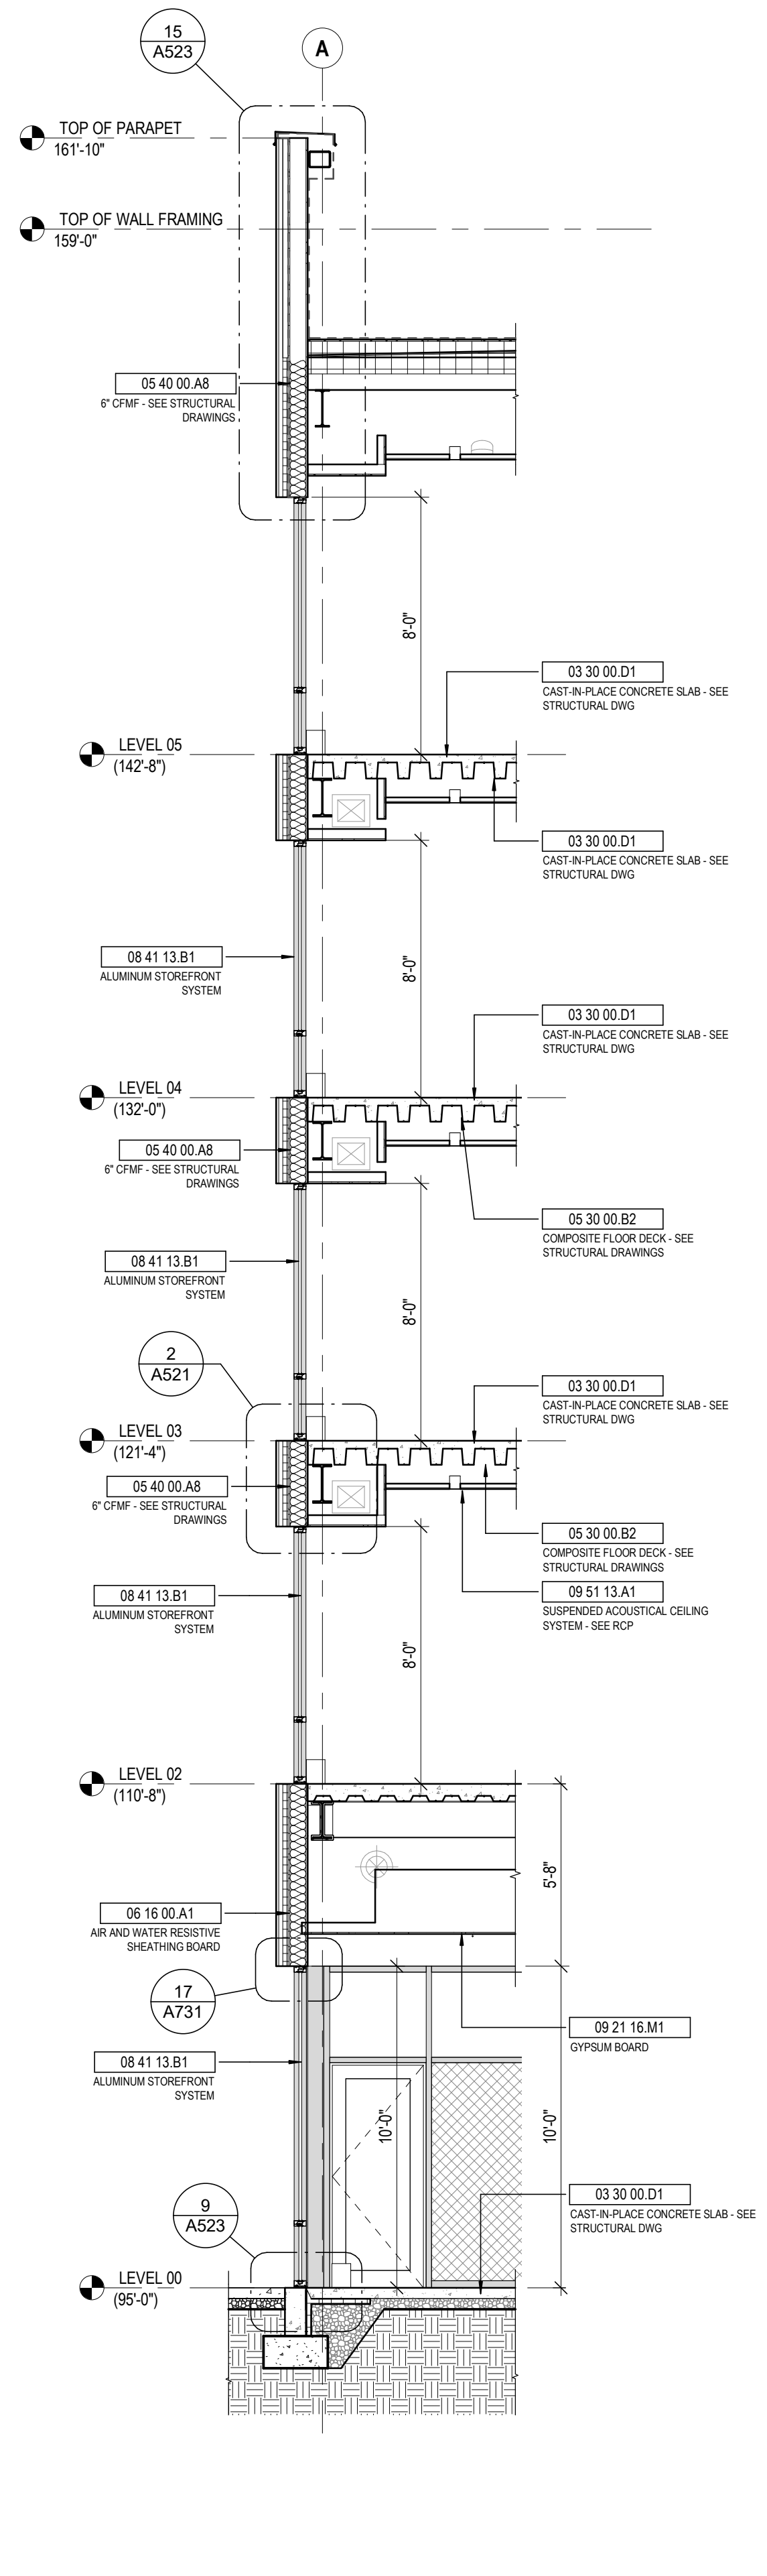 15
A523
A
TOP OF PARAPET
161'-10"
TOP OF WALL FRAMING
159'-0"
05 40 00.A8
6" CFMF - SEE STRUCTURAL
DRAWINGS
8'-0"
03 30 00.D1
CAST-IN-PLACE CONCRETE SLAB - SEE
STRUCTURAL DWG
LEVEL 05
(142'-8")
03 30 00.D1
CAST-IN-PLACE CONCRETE SLAB - SEE
STRUCTURAL DWG
08 41 13.B1
ALUMINUM STOREFRONT
SYSTEM
8'-0"
03 30 00.D1
CAST-IN-PLACE CONCRETE SLAB - SEE
STRUCTURAL DWG
LEVEL 04
(132'-0")
05 40 00.A8
6" CFMF - SEE STRUCTURAL
DRAWINGS
05 30 00.B2
COMPOSITE FLOOR DECK - SEE
STRUCTURAL DRAWINGS
08 41 13.B1
ALUMINUM STOREFRONT
SYSTEM
8'-0"
2
A521
03 30 00.D1
CAST-IN-PLACE CONCRETE SLAB - SEE
STRUCTURAL DWG
LEVEL 03
(121'-4")
05 40 00.A8
6" CFMF - SEE STRUCTURAL
DRAWINGS
05 30 00.B2
COMPOSITE FLOOR DECK - SEE
STRUCTURAL DRAWINGS
08 41 13.B1
ALUMINUM STOREFRONT
SYSTEM
09 51 13.A1
SUSPENDED ACOUSTICAL CEILING
SYSTEM - SEE RCP
8'-0"
LEVEL 02
(110'-8")
5'-8"
06 16 00.A1
AIR AND WATER RESISTIVE
SHEATHING BOARD
17
A731
09 21 16.M1
GYPSUM BOARD
08 41 13.B1
ALUMINUM STOREFRONT
SYSTEM
10'-0"
10'-0"
03 30 00.D1
CAST-IN-PLACE CONCRETE SLAB - SEE
STRUCTURAL DWG
9
A523
LEVEL 00
(95'-0")